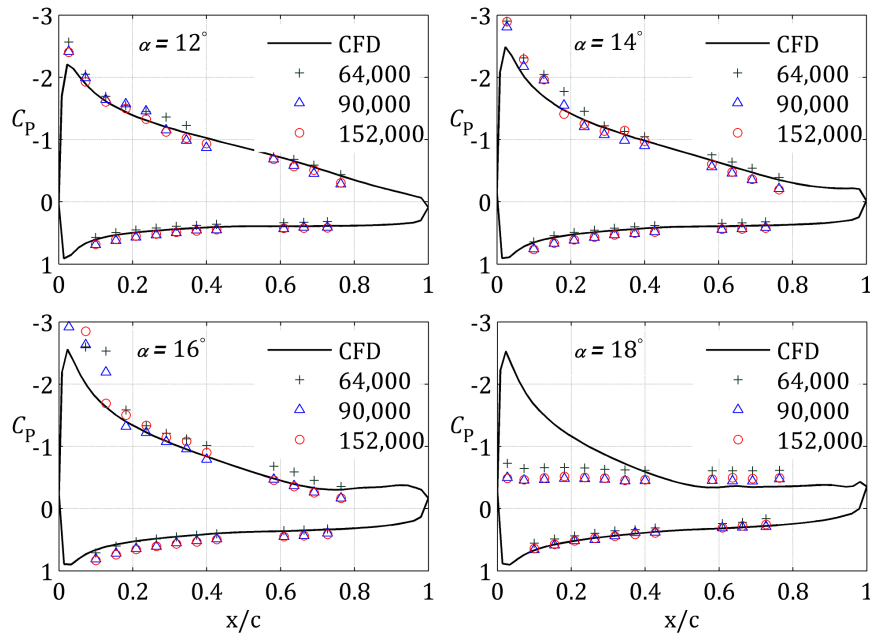 -3
-2
-1
0
1
C_P
α = 12°
CFD
64,000
90,000
152,000
0 0.2 0.4 0.6 0.8 1
-3
-2
-1
0
1
C_P
α = 14°
CFD
64,000
90,000
152,000
0 0.2 0.4 0.6 0.8 1
-3
-2
-1
0
1
C_P
α = 16°
CFD
64,000
90,000
152,000
0 0.2 0.4 0.6 0.8 1
x/c
-3
-2
-1
0
1
C_P
α = 18°
CFD
64,000
90,000
152,000
0 0.2 0.4 0.6 0.8 1
x/c